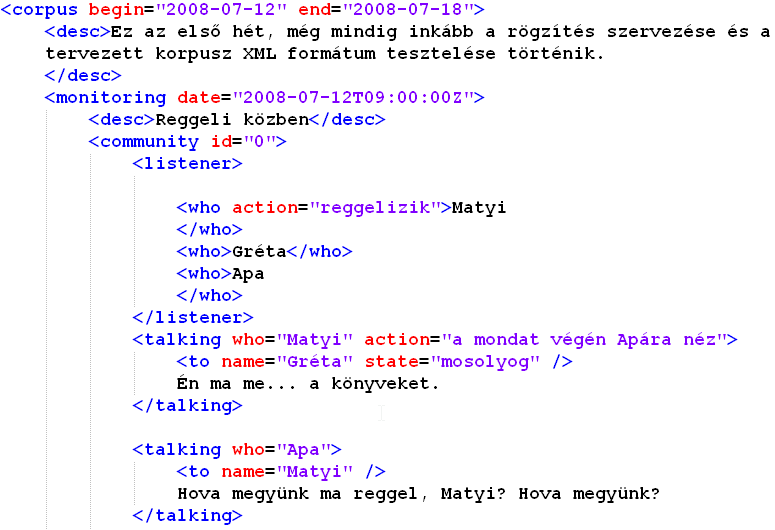 <corpus begin="2008-07-12" end="2008-07-18">
<desc>Ez az első hét, még mindig inkább a rögzítés szervezése és a
tervezett korpusz XML formátum tesztelése történik.
</desc>
<monitoring date="2008-07-12T09:00:00Z">
<desc>Reggeli közben</desc>
<community id="0">
<listener>
<who action="reggelizik">Matyi
</who>
<who>Gréta</who>
<who>Apa
</who>
</listener>
<talking who="Matyi" action="a mondat végén Apára néz">
<to name="Gréta" state="mosolyog" />
Én ma me... a könyveket.
</talking>
<talking who="Apa">
<to name="Matyi" />
Hova megyünk ma reggel, Matyi? Hova megyünk?
</talking>